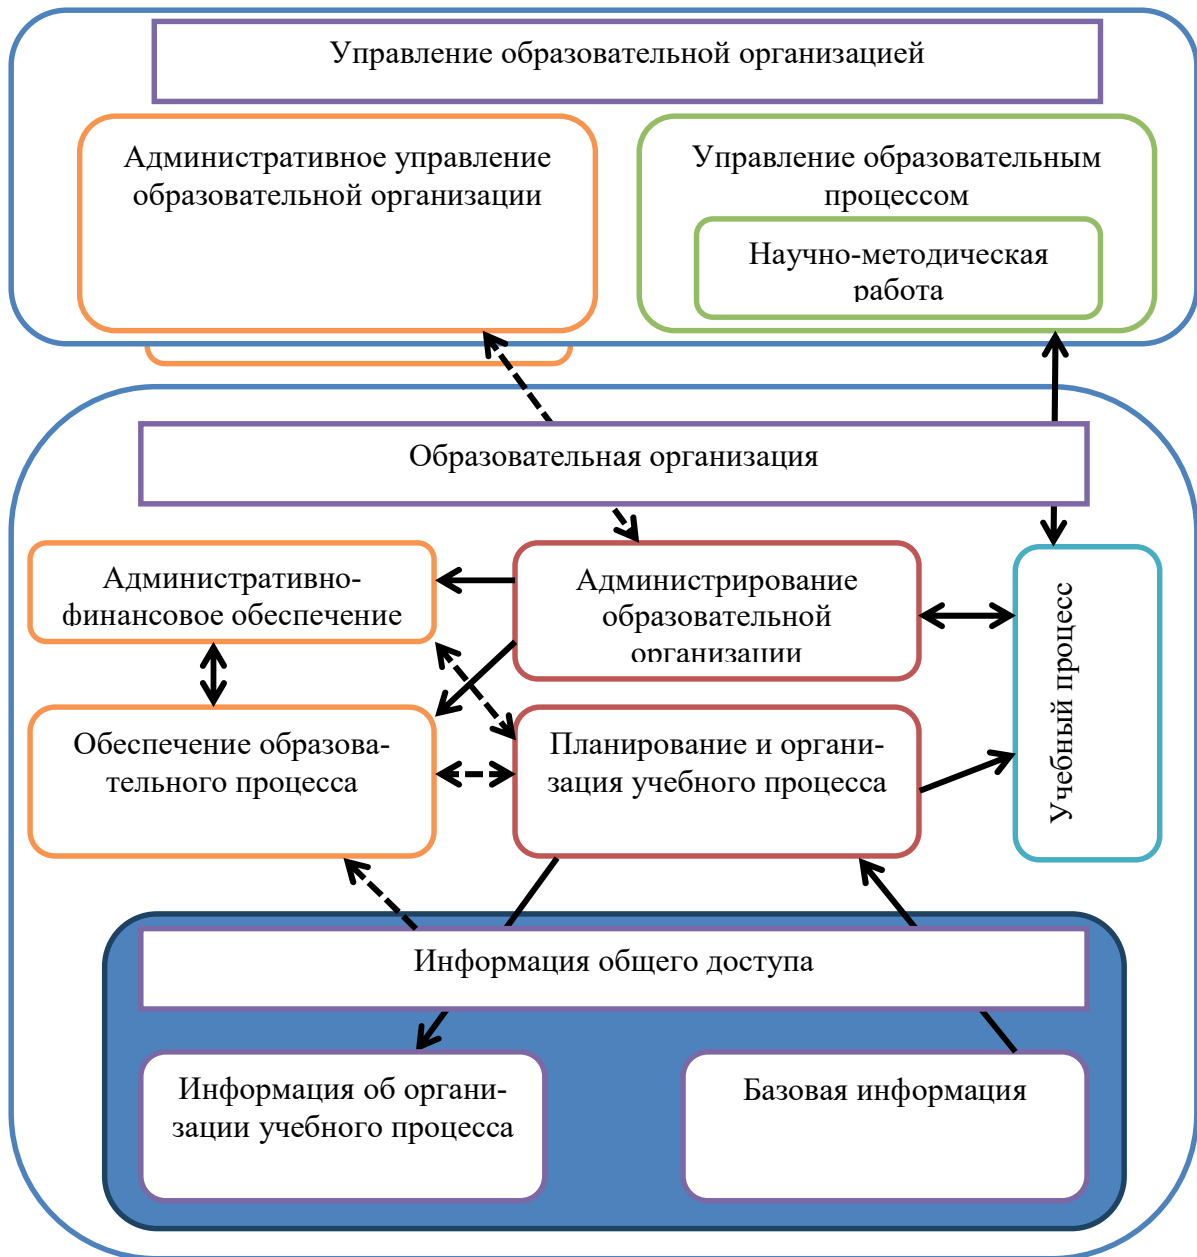 Управление образовательной организацией
Административное управление
образовательной организации
Управление образовательным
процессом
Научно-методическая
работа
Образовательная организация
Административно-
финансовое обеспечение
Администрирование
образовательной
организации
Учебный процесс
Обеспечение образова-
тельного процесса
Планирование и органи-
зация учебного процесса
Информация общего доступа
Информация об органи-
зации учебного процесса
Базовая информация